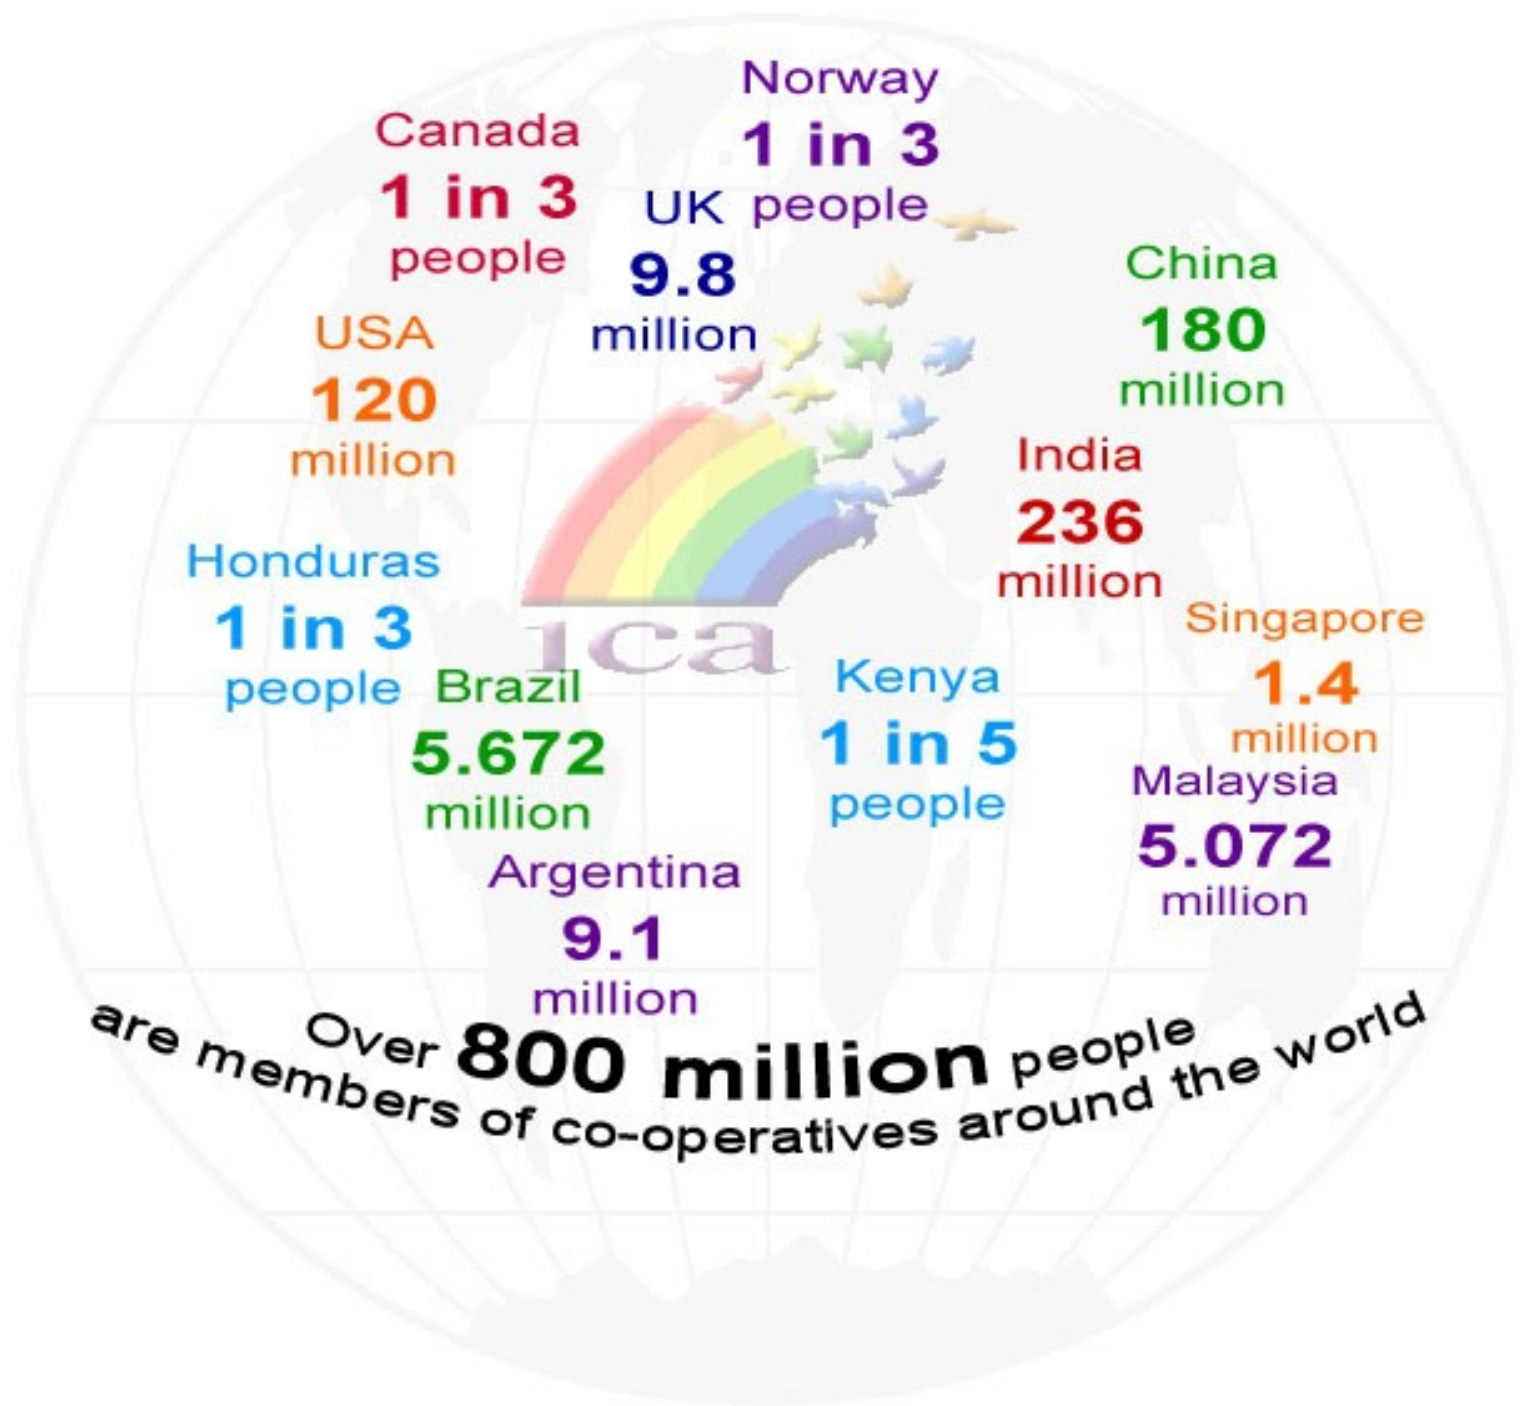 Norway
1 in 3
people
Canada
1 in 3
people
UK
9.8
million
China
180
million
USA
120
million
India
236
million
Honduras
1 in 3
people
Singapore
1.4
million
ica
Brazil
5.672
million
Kenya
1 in 5
people
Malaysia
5.072
million
Argentina
9.1
million
Over 800 million people
are members of co-operatives around the world